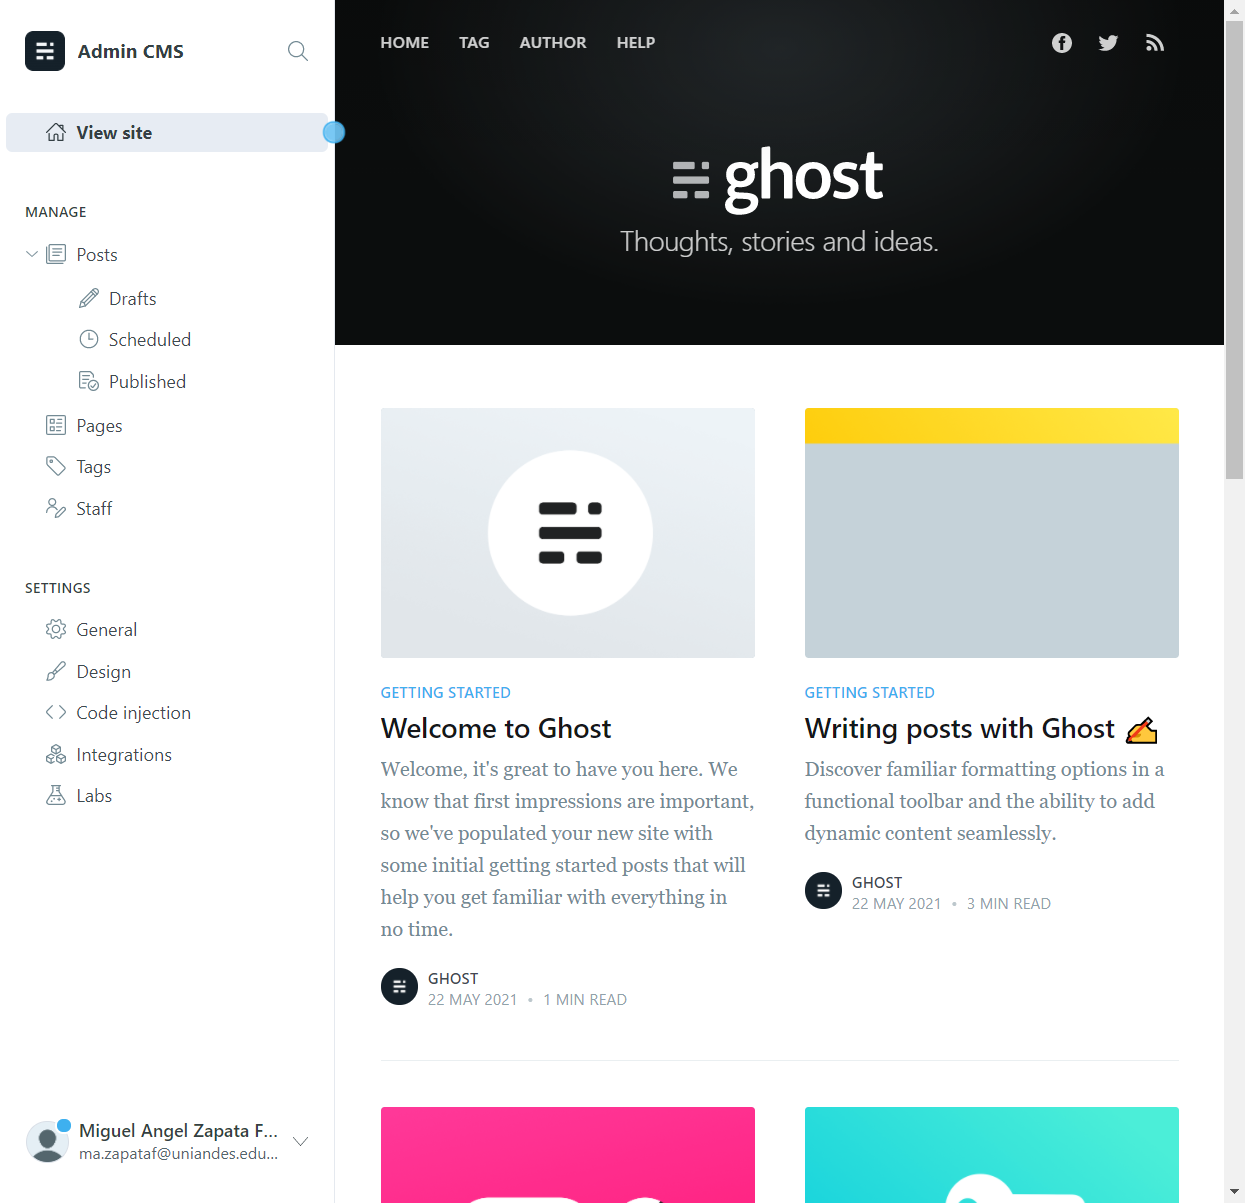 Admin CMS
View site
MANAGE
Posts
Drafts
Scheduled
Published
Pages
Tags
Staff
SETTINGS
General
Design
Code injection
Integrations
Labs
Miguel Angel Zapata F...
ma.zapataf@uniandes.edu...
HOME TAG AUTHOR HELP
ghost
Thoughts, stories and ideas.
GETTING STARTED
Welcome to Ghost
Welcome, it's great to have you here. We
know that first impressions are important,
so we've populated your new site with
some initial getting started posts that will
help you get familiar with everything in
no time.
GHOST
22 MAY 2021 • 1 MIN READ
GETTING STARTED
Writing posts with Ghost ✍️
Discover familiar formatting options in a
functional toolbar and the ability to add
dynamic content seamlessly.
GHOST
22 MAY 2021 • 3 MIN READ